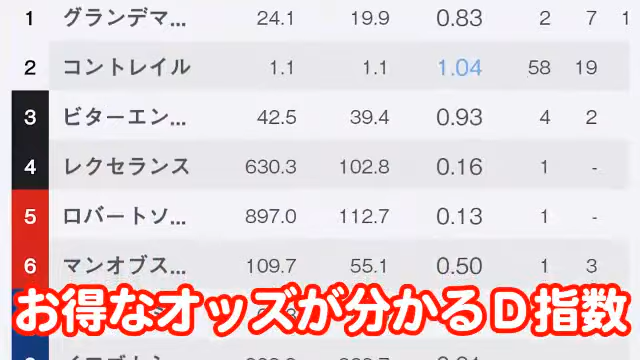 1 グランデマ... 24.1 19.9 0.83 2 7 1
2 コントレイル 1.1 1.1 1.04 58 19
3 ビターエン... 42.5 39.4 0.93 4 2
4 レクセランス 630.3 102.8 0.16 1 -
5 ロバートソ... 897.0 112.7 0.13 1 -
6 マンオブス... 109.7 55.1 0.50 1 3
お得なオッズが分かるD指数